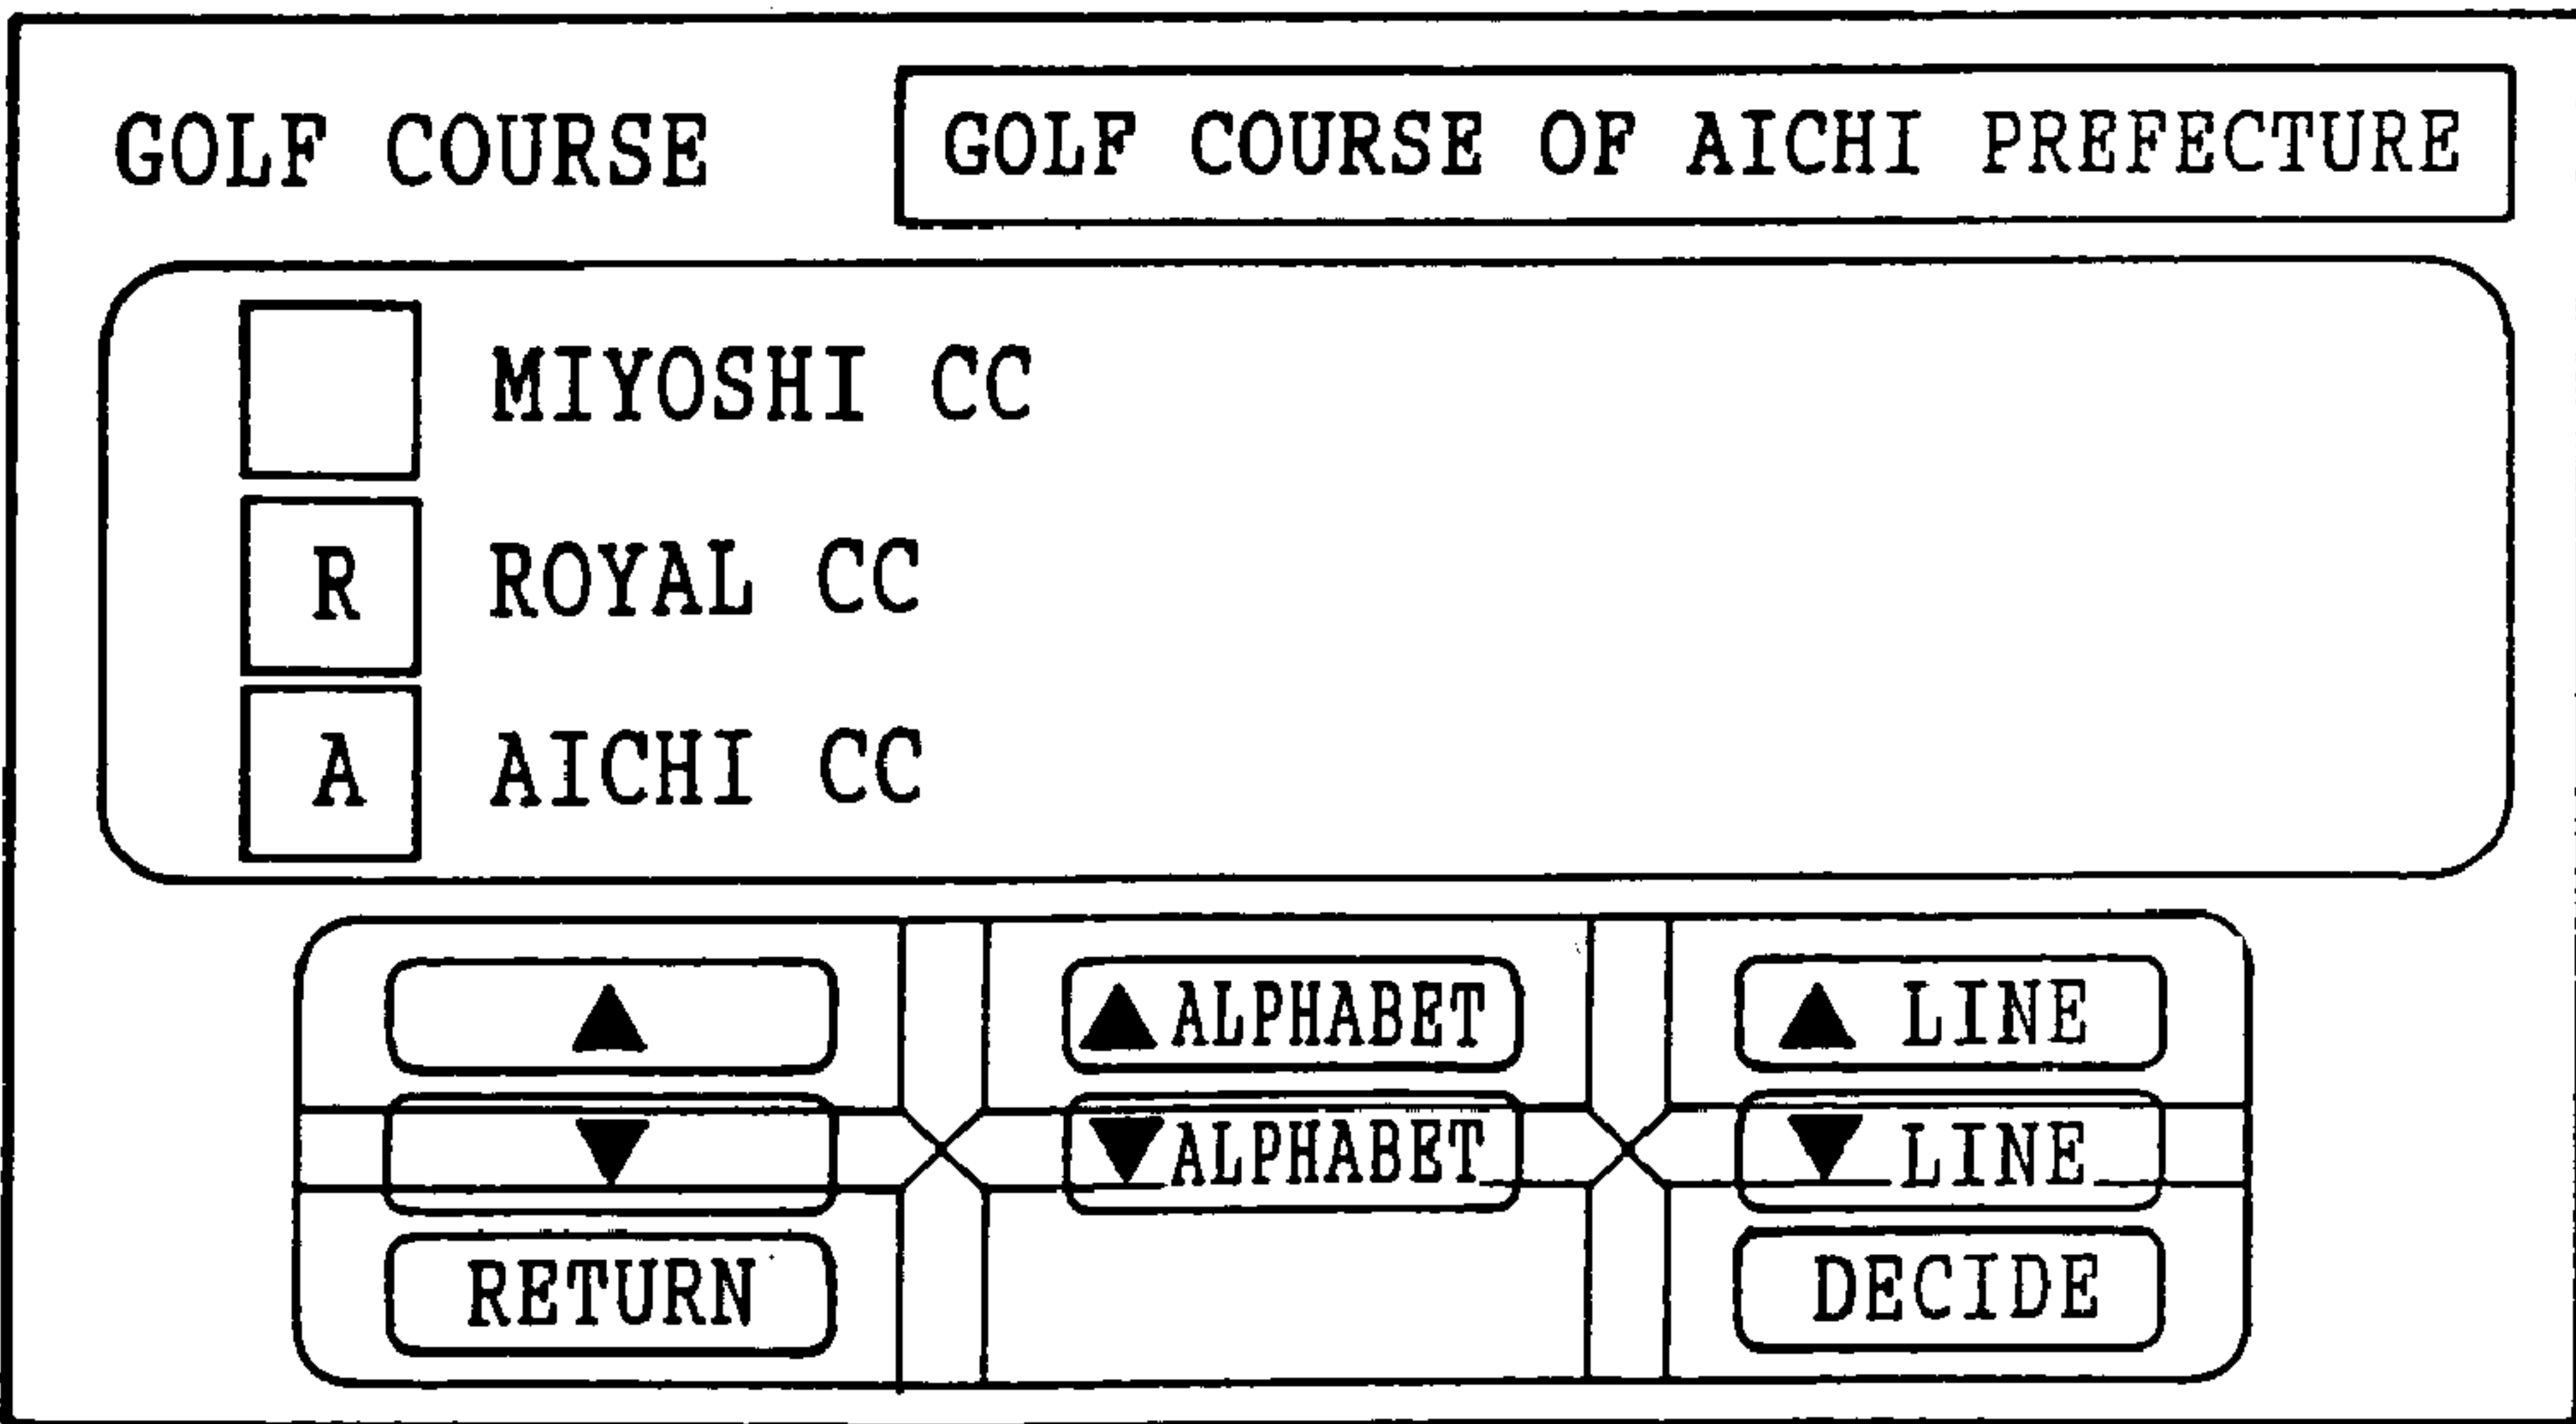 GOLF COURSE
GOLF COURSE OF AICHI PREFECTURE
MIYOSHI CC
R ROYAL CC
A AICHI CC
▲ ▲ALPHABET ▲ LINE
▼ ▼ALPHABET ▼ LINE
RETURN DECIDE